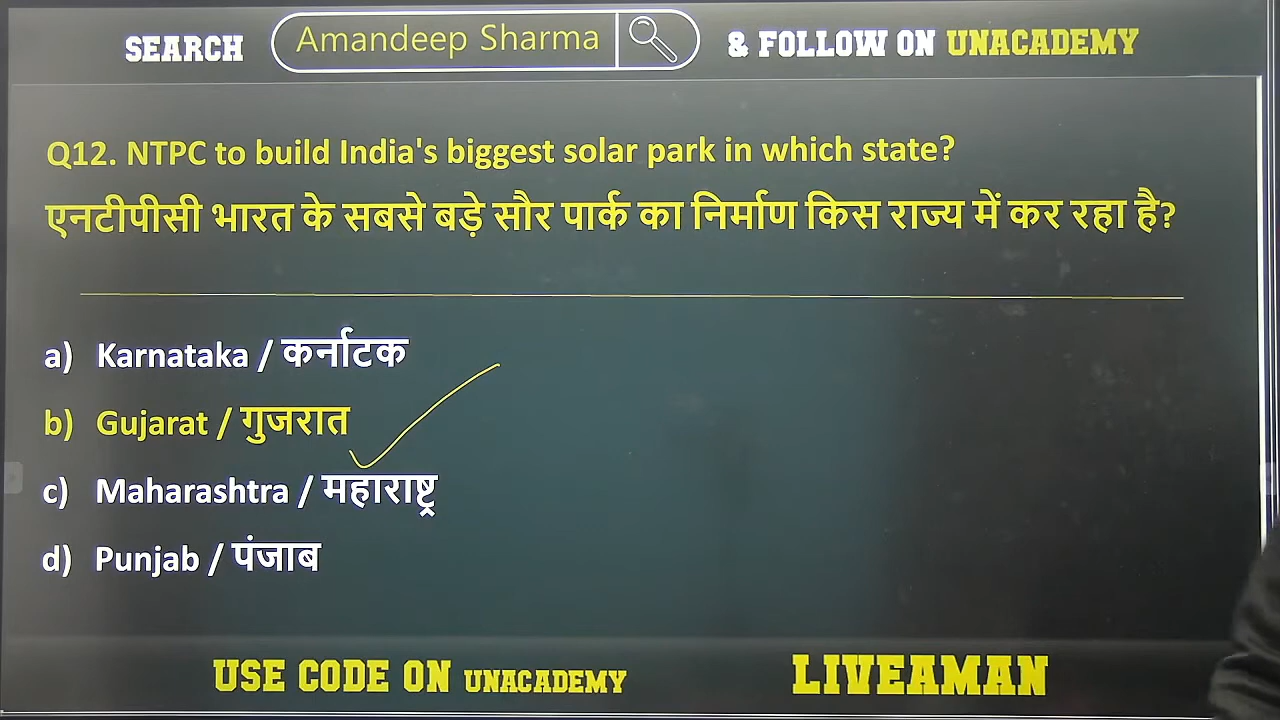 SEARCH Amandeep Sharma & FOLLOW ON UNACADEMY
Q12. NTPC to build India's biggest solar park in which state?
एनटीपीसी भारत के सबसे बड़े सौर पार्क का निर्माण किस राज्य में कर रहा है?
a) Karnataka / कर्नाटक
b) Gujarat / गुजरात
c) Maharashtra / महाराष्ट्र
d) Punjab / पंजाब
USE CODE ON UNACADEMY LIVEAMAN